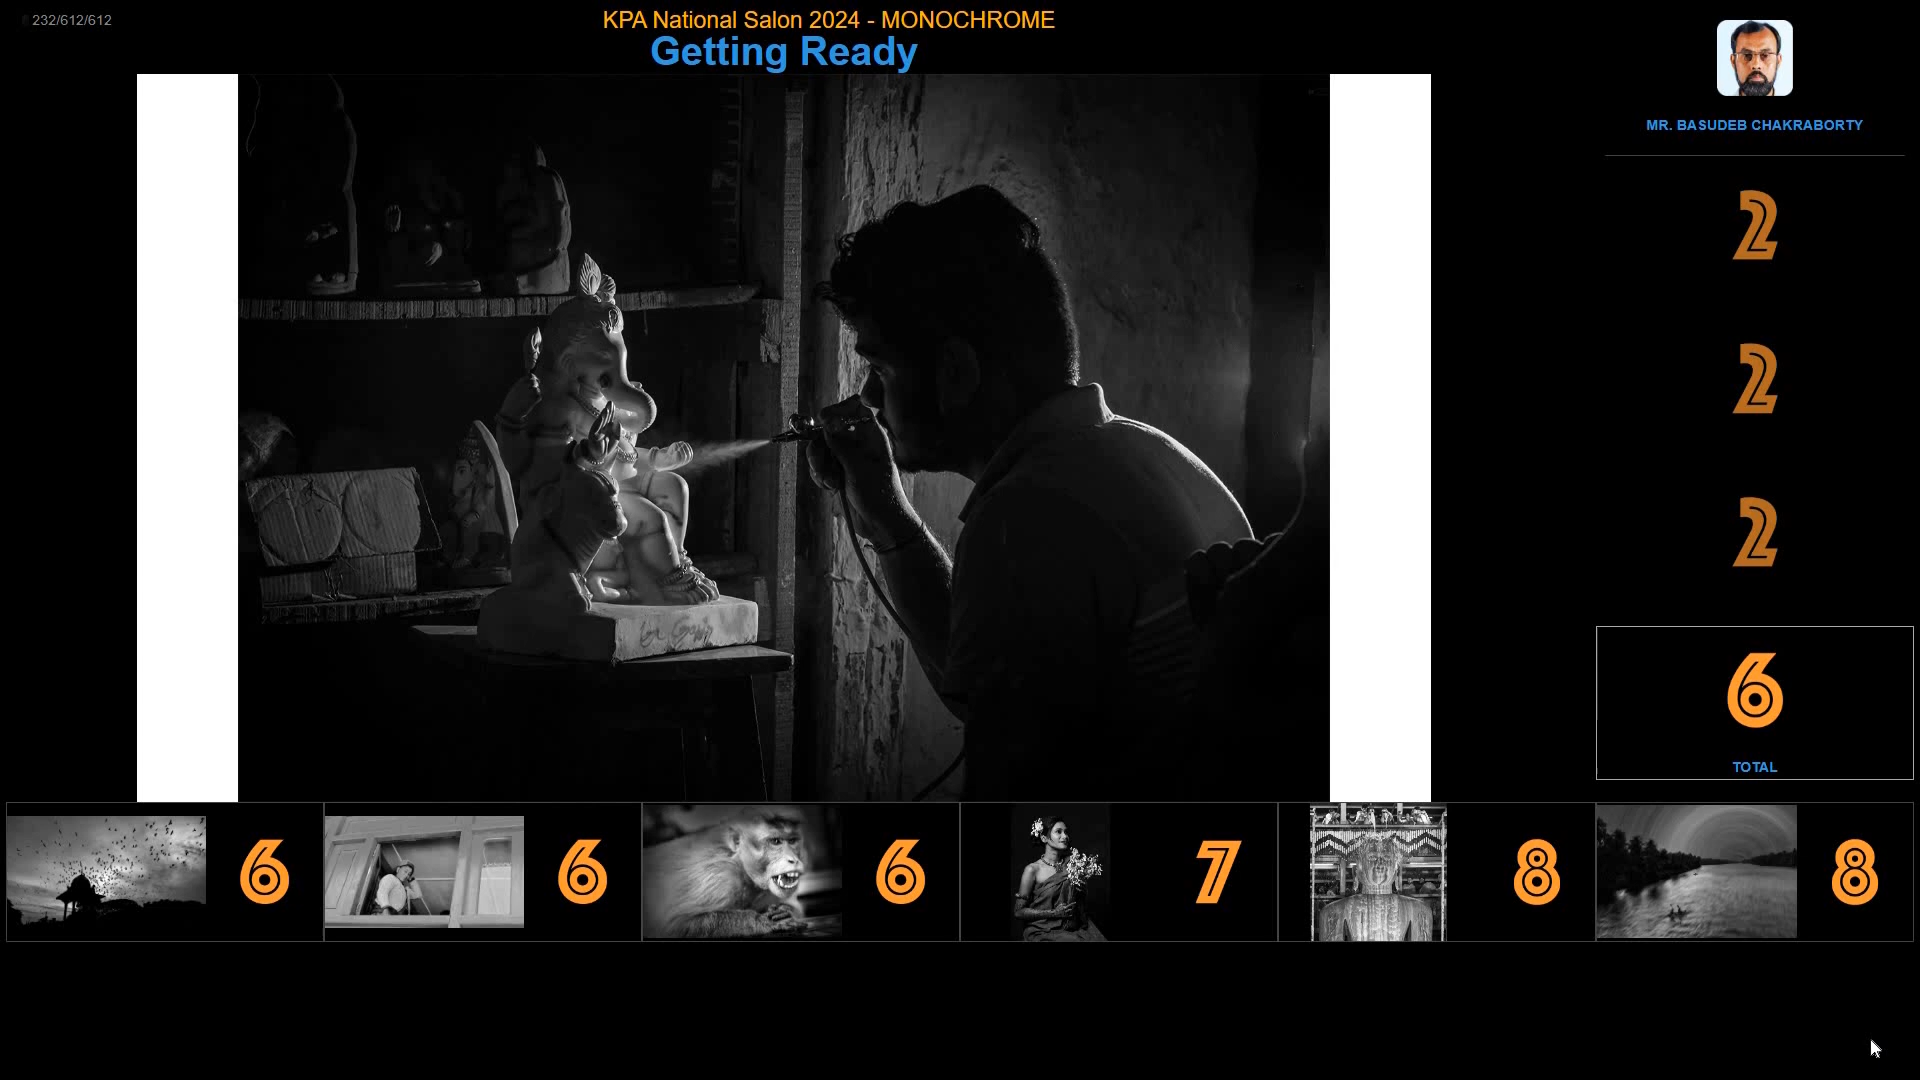 232/612/612
KPA National Salon 2024 - MONOCHROME
Getting Ready
MR. BASUDEB CHAKRABORTY
2
2
2
6
TOTAL
6
6
6
7
8
8